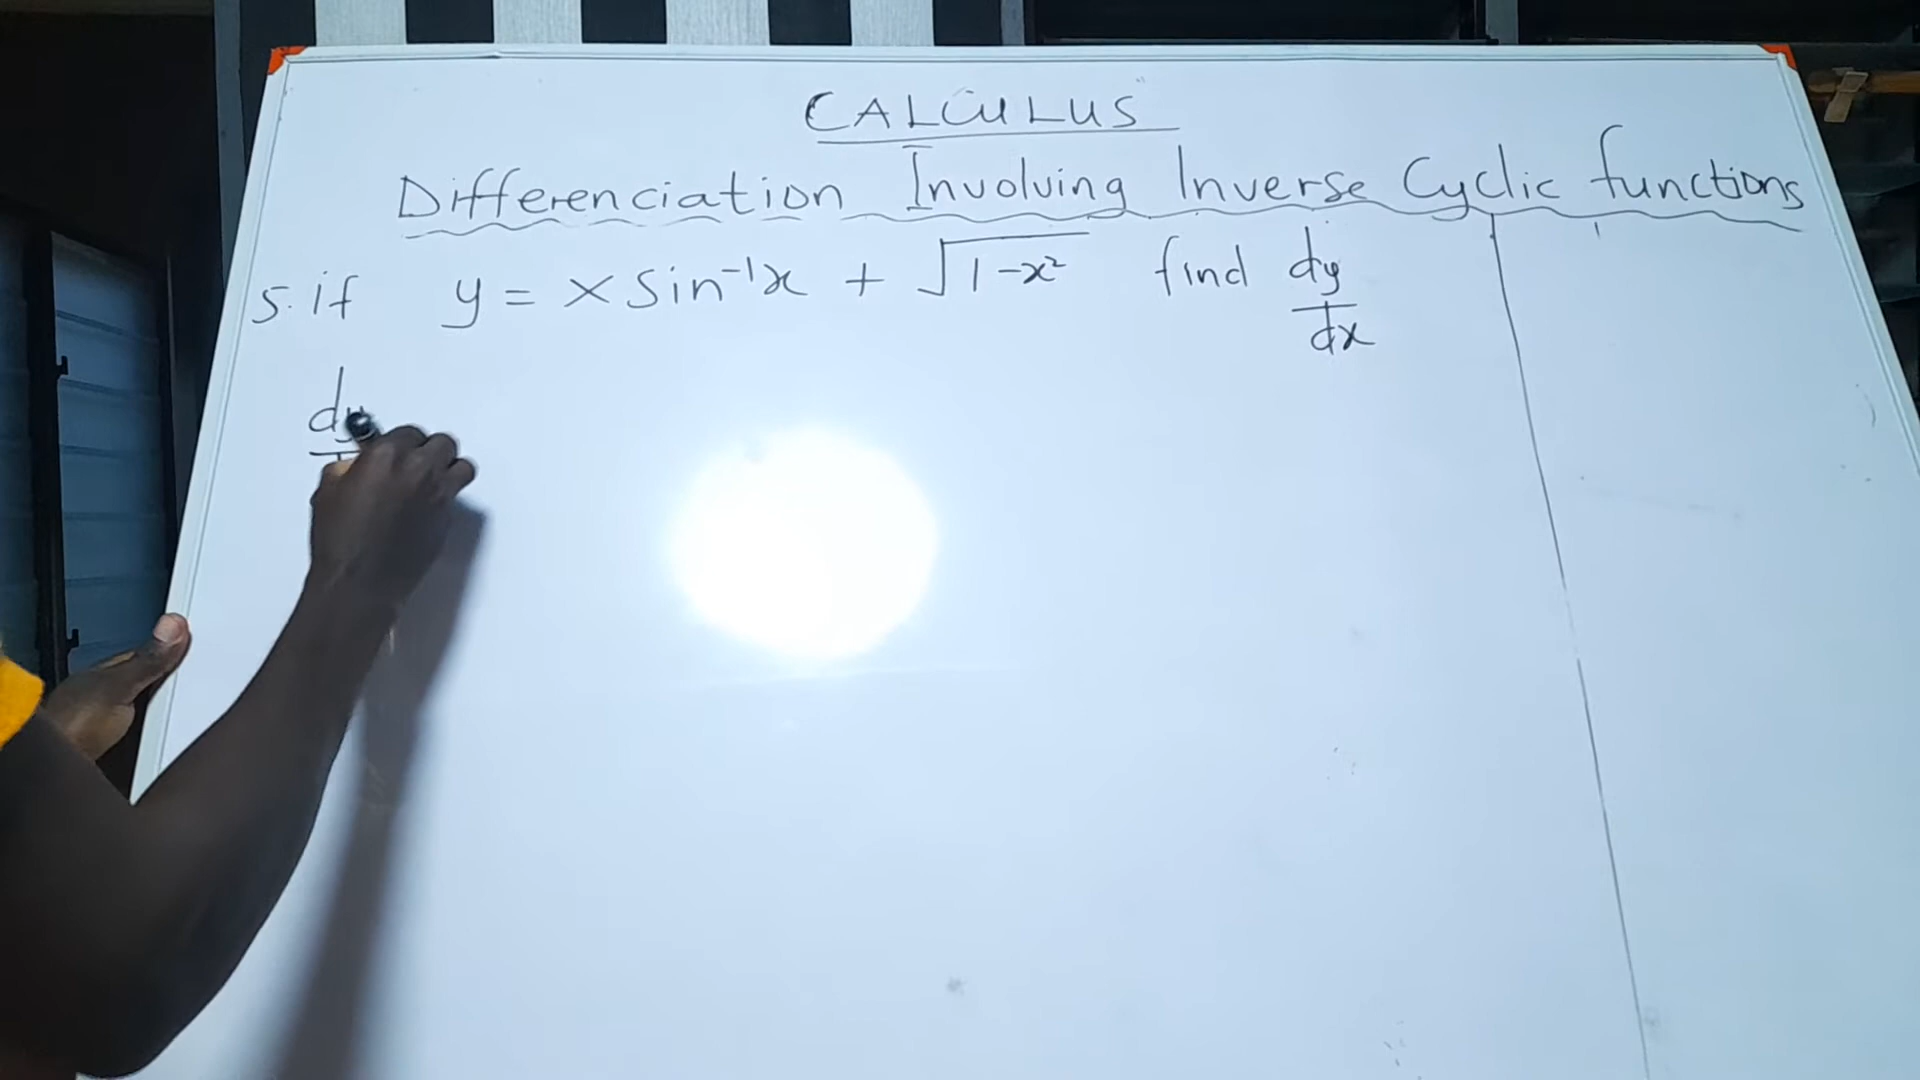 CALCULUS
Differenciation Involving Inverse Cyclic functions
5. if y = x Sin⁻¹x + √1-x² find dy/dx
dy